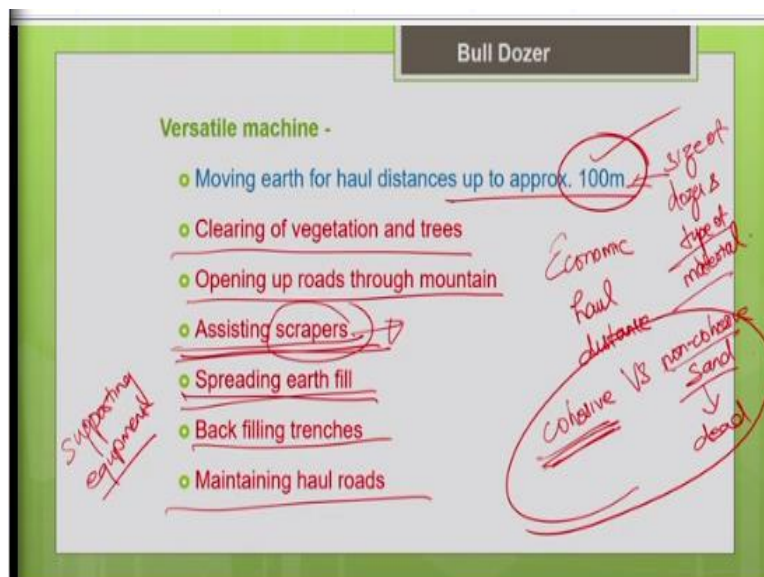 Bull Dozer
Versatile machine -
Moving earth for haul distances up to approx. 100m
Clearing of vegetation and trees
Opening up roads through mountain
Assisting scrapers
Spreading earth fill
Back filling trenches
Maintaining haul roads
size of
dozer &
type of
material.
Economic
haul
distance
cohesive VS non-cohesive
Sand
dead
Supporting
equipment